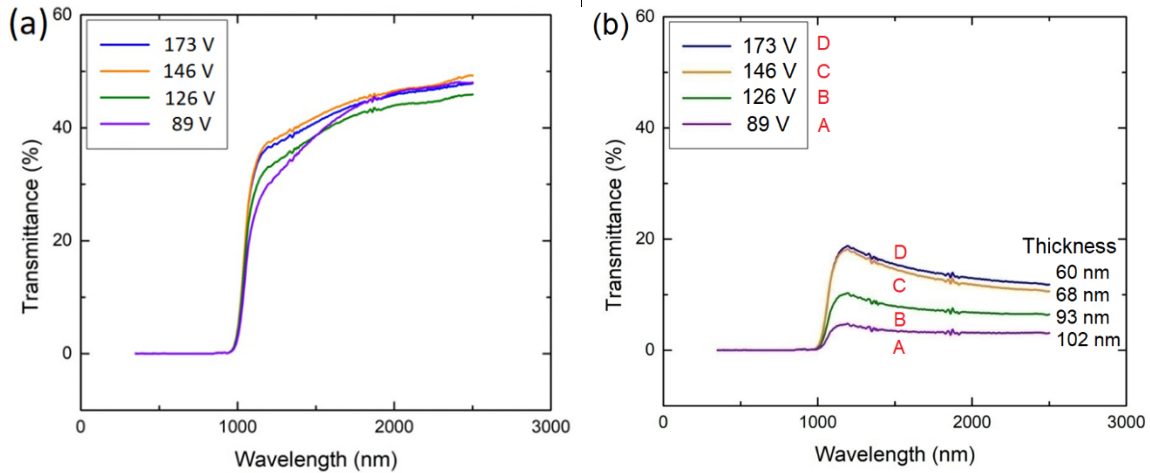 (a)
60
40
20
0
0
1000
2000
3000
Transmittance (%)
Wavelength (nm)
173 V
146 V
126 V
89 V
(b)
60
40
20
0
0
1000
2000
3000
Transmittance (%)
Wavelength (nm)
173 V D
146 V C
126 V B
89 V A
D
C
B
A
Thickness
60 nm
68 nm
93 nm
102 nm